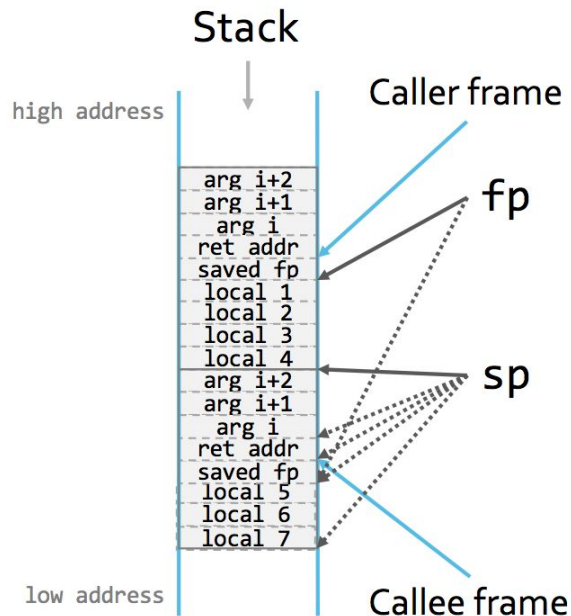 Stack
high address
Caller frame
arg i+2
arg i+1
arg i
ret addr
saved fp
local 1
local 2
local 3
local 4
arg i+2
arg i+1
arg i
ret addr
saved fp
local 5
local 6
local 7
fp
sp
low address
Callee frame